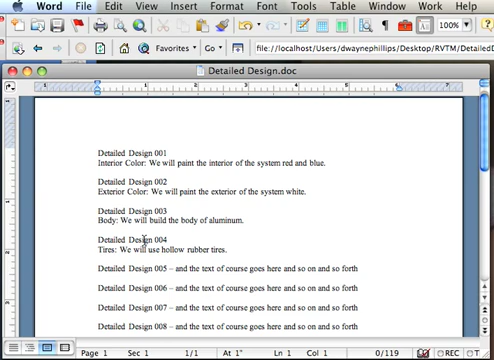 Word File Edit View Insert Format Font Tools Table Window Work Help
100%
Favorites Go file://localhost/Users/dwaynephillips/Desktop/RVTM/DetailedD
Detailed Design.doc
Detailed Design 001
Interior Color: We will paint the interior of the system red and blue.
Detailed Design 002
Exterior Color: We will paint the exterior of the system white.
Detailed Design 003
Body: We will build the body of aluminum.
Detailed Design 004
Tires: We will use hollow rubber tires.
Detailed Design 005 – and the text of course goes here and so on and so forth
Detailed Design 006 – and the text of course goes here and so on and so forth
Detailed Design 007 – and the text of course goes here and so on and so forth
Detailed Design 008 – and the text of course goes here and so on and so forth
Page 1 Sec 1 1/1 At 1" Ln 1 Col 1 0/119 REC TR